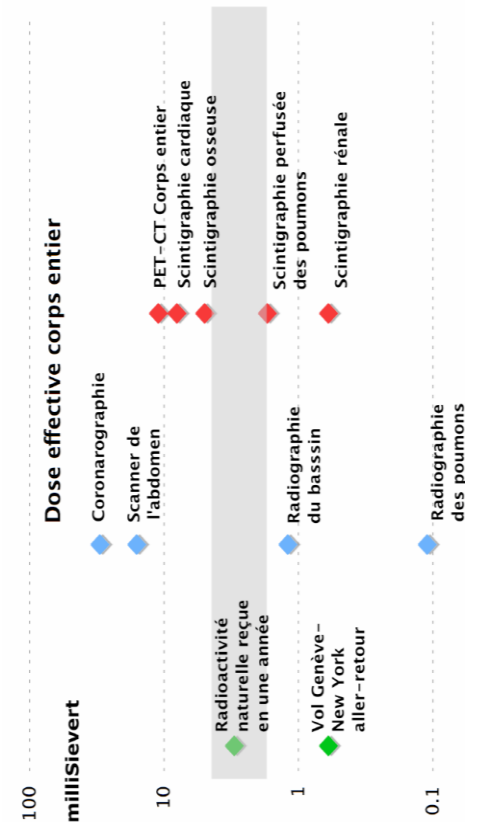 Dose effective corps entier
milliSievert
100
10
1
0.1
Radioactivité
naturelle reçue
en une année
Vol Genève–
New York
aller–retour
Coronarographie
Scanner de
l'abdomen
Radiographie
du basssin
Radiographie
des poumons
PET–CT Corps entier
Scintigraphie cardiaque
Scintigraphie osseuse
Scintigraphie perfusée
des poumons
Scintigraphie rénale